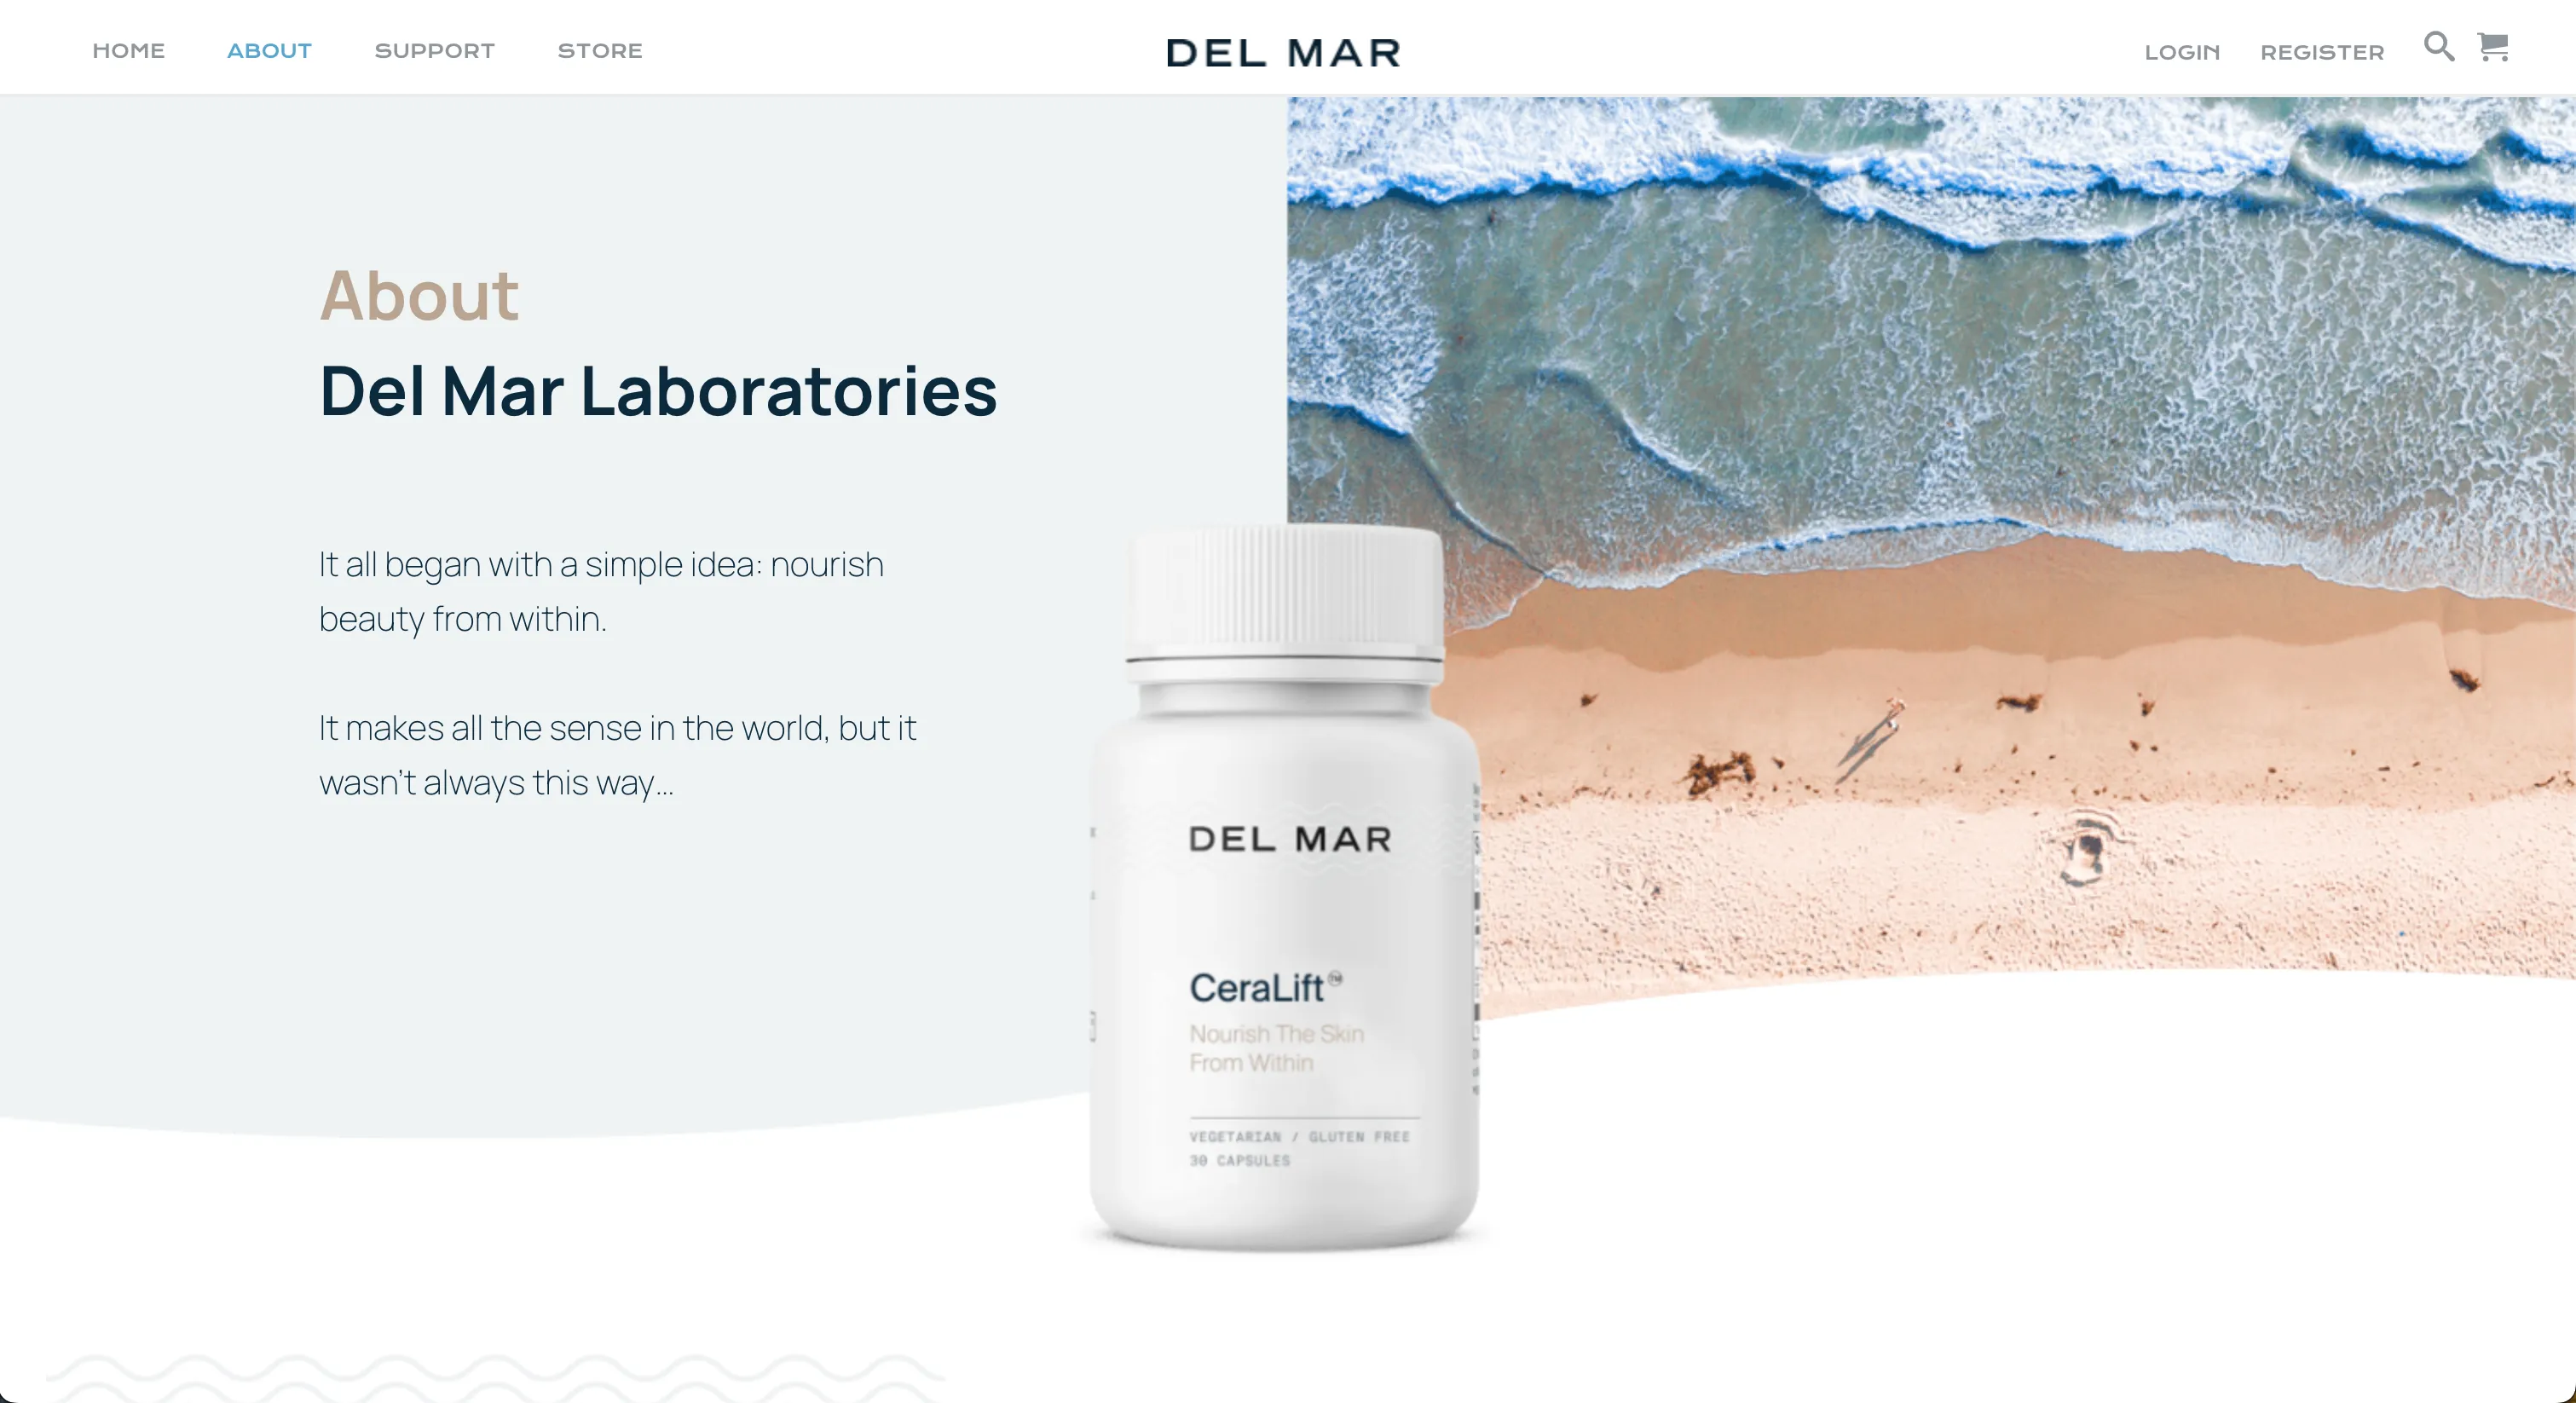 HOME
ABOUT
SUPPORT
STORE
DEL MAR
LOGIN
REGISTER
About
Del Mar Laboratories
It all began with a simple idea: nourish
beauty from within.
It makes all the sense in the world, but it
wasn't always this way...
DEL MAR
CeraLift™
Nourish The Skin
From Within
VEGETARIAN / GLUTEN FREE
30 CAPSULES